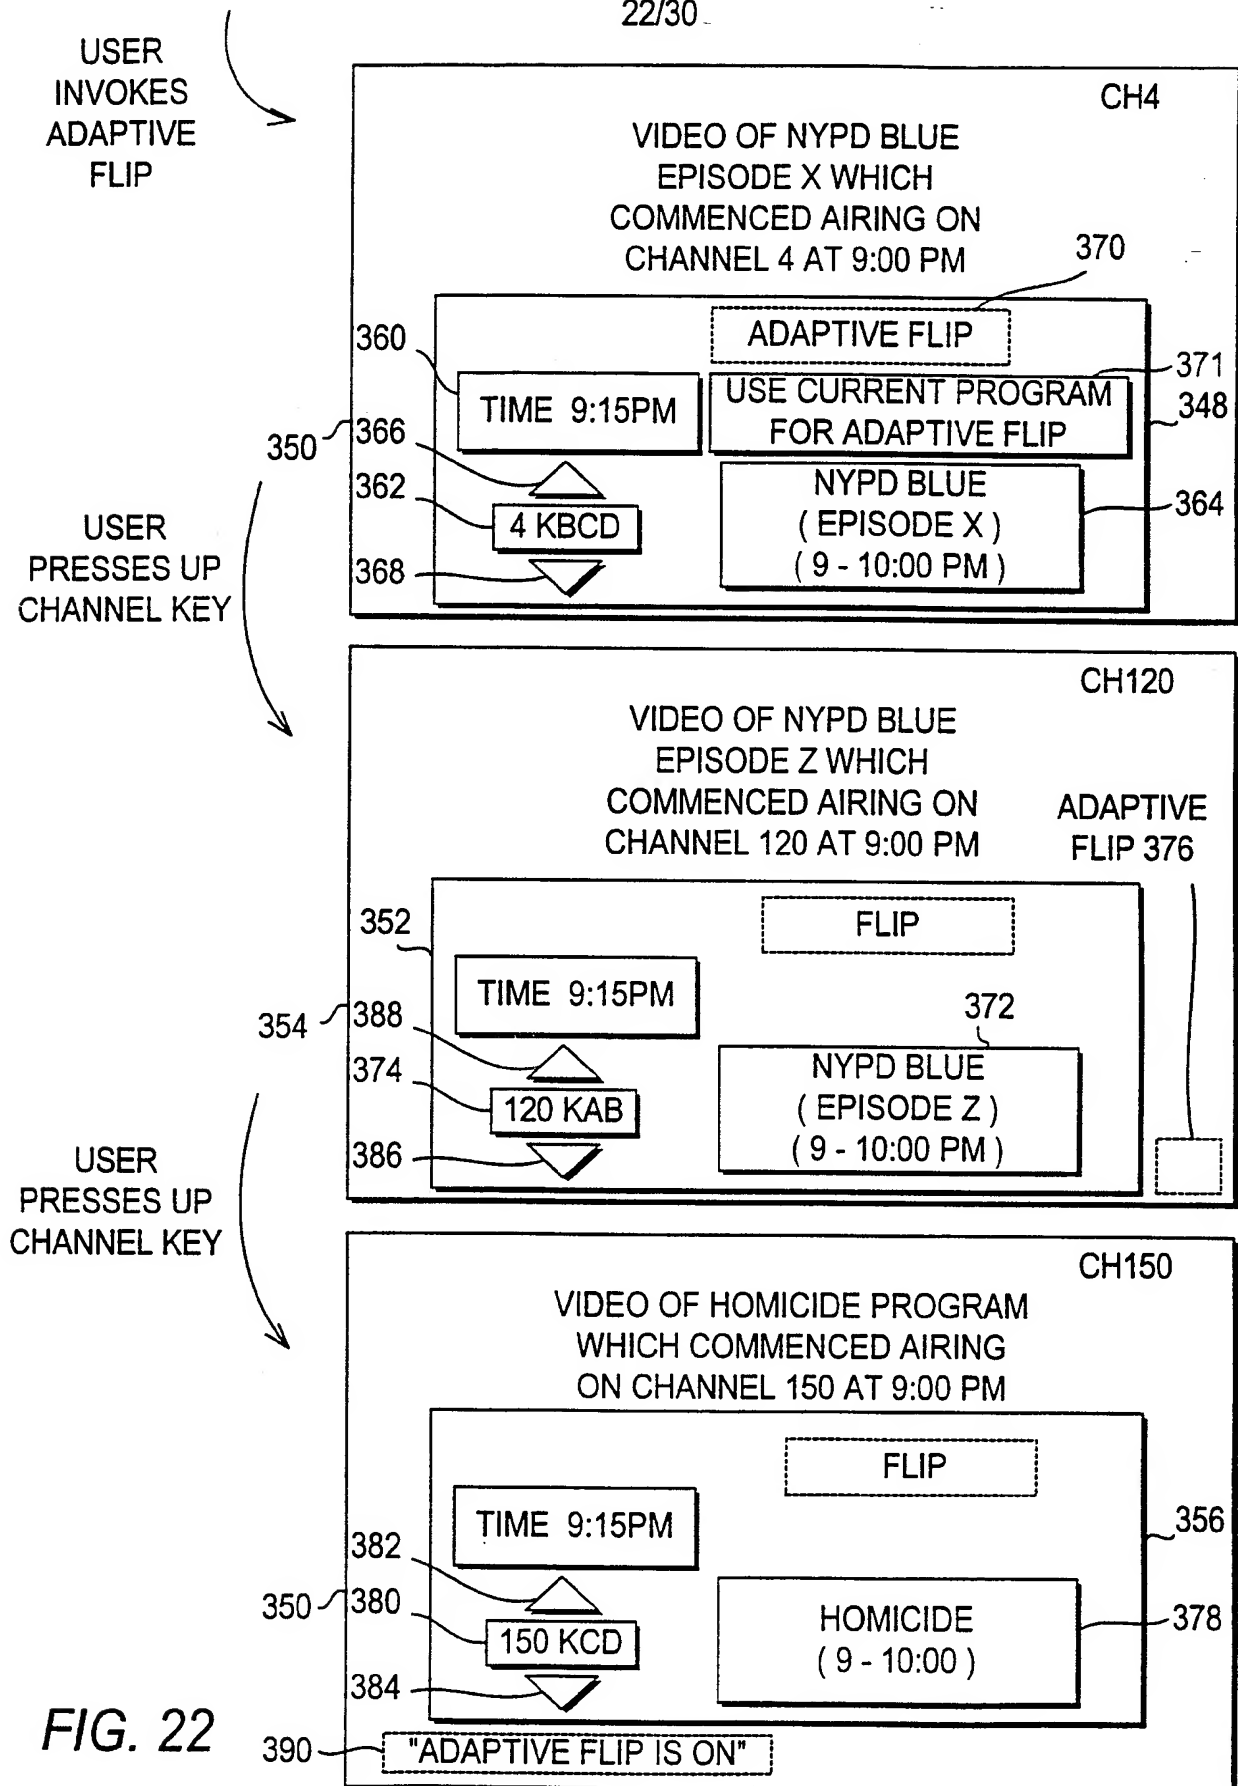 22/30
USER
INVOKES
ADAPTIVE
FLIP
CH4
VIDEO OF NYPD BLUE
EPISODE X WHICH
COMMENCED AIRING ON
CHANNEL 4 AT 9:00 PM
370
ADAPTIVE FLIP
360
371
TIME 9:15PM
USE CURRENT PROGRAM
FOR ADAPTIVE FLIP
348
350
366
362
4 KBCD
NYPD BLUE
( EPISODE X )
( 9 - 10:00 PM )
364
368
USER
PRESSES UP
CHANNEL KEY
CH120
VIDEO OF NYPD BLUE
EPISODE Z WHICH
COMMENCED AIRING ON
CHANNEL 120 AT 9:00 PM
ADAPTIVE
FLIP 376
352
FLIP
TIME 9:15PM
354
388
372
374
120 KAB
NYPD BLUE
( EPISODE Z )
( 9 - 10:00 PM )
386
USER
PRESSES UP
CHANNEL KEY
CH150
VIDEO OF HOMICIDE PROGRAM
WHICH COMMENCED AIRING
ON CHANNEL 150 AT 9:00 PM
FLIP
TIME 9:15PM
356
382
350
380
150 KCD
HOMICIDE
( 9 - 10:00 )
378
384
FIG. 22
390
"ADAPTIVE FLIP IS ON"